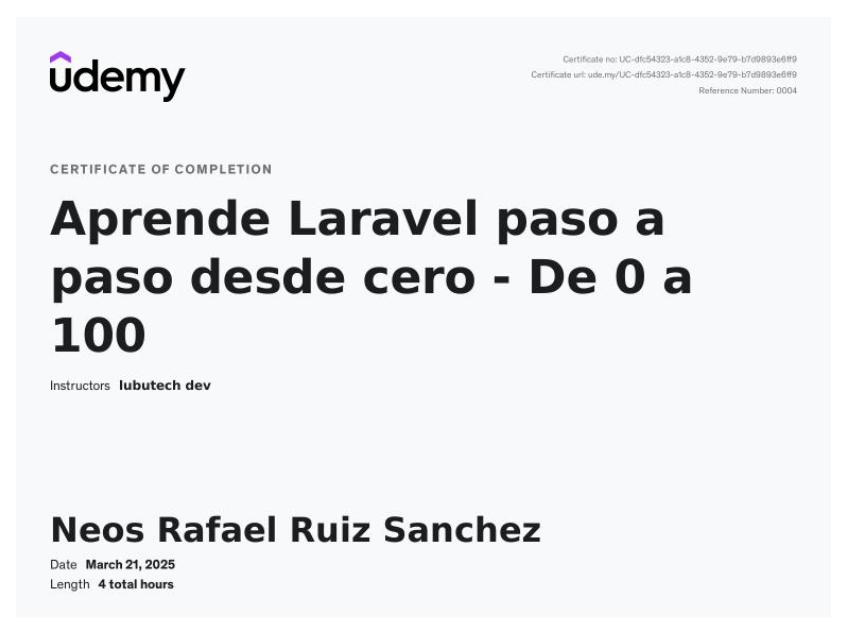 udemy
Certificate no: UC-dfc54323-a1c8-4352-9e79-b7d9893e6ff9
Certificate url: ude.my/UC-dfc54323-a1c8-4352-9e79-b7d9893e6ff9
Reference Number: 0004
CERTIFICATE OF COMPLETION
Aprende Laravel paso a
paso desde cero - De 0 a
100
Instructors lubutech dev
Neos Rafael Ruiz Sanchez
Date March 21, 2025
Length 4 total hours